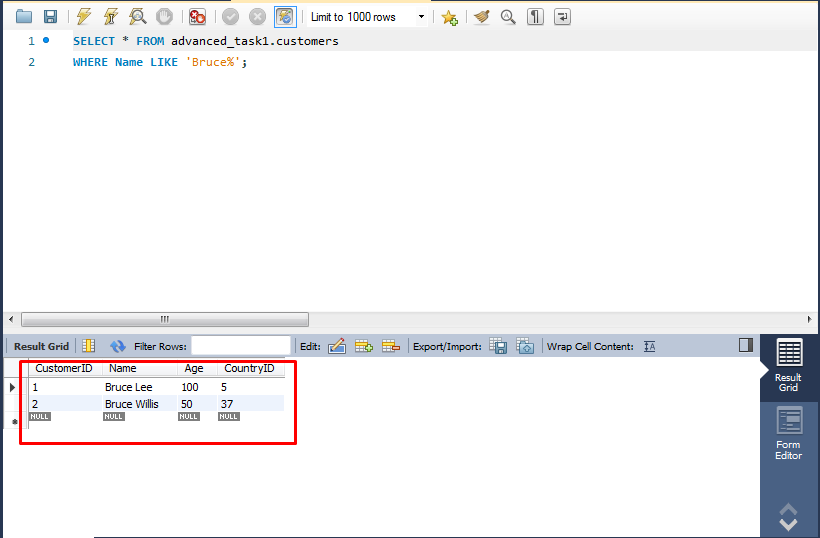 Limit to 1000 rows
1 SELECT * FROM advanced_task1.customers
2 WHERE Name LIKE 'Bruce%';
Result Grid Filter Rows: Edit: Export/Import: Wrap Cell Content:
CustomerID Name Age CountryID
1 Bruce Lee 100 5
2 Bruce Willis 50 37
NULL NULL NULL NULL
Result
Grid
Form
Editor